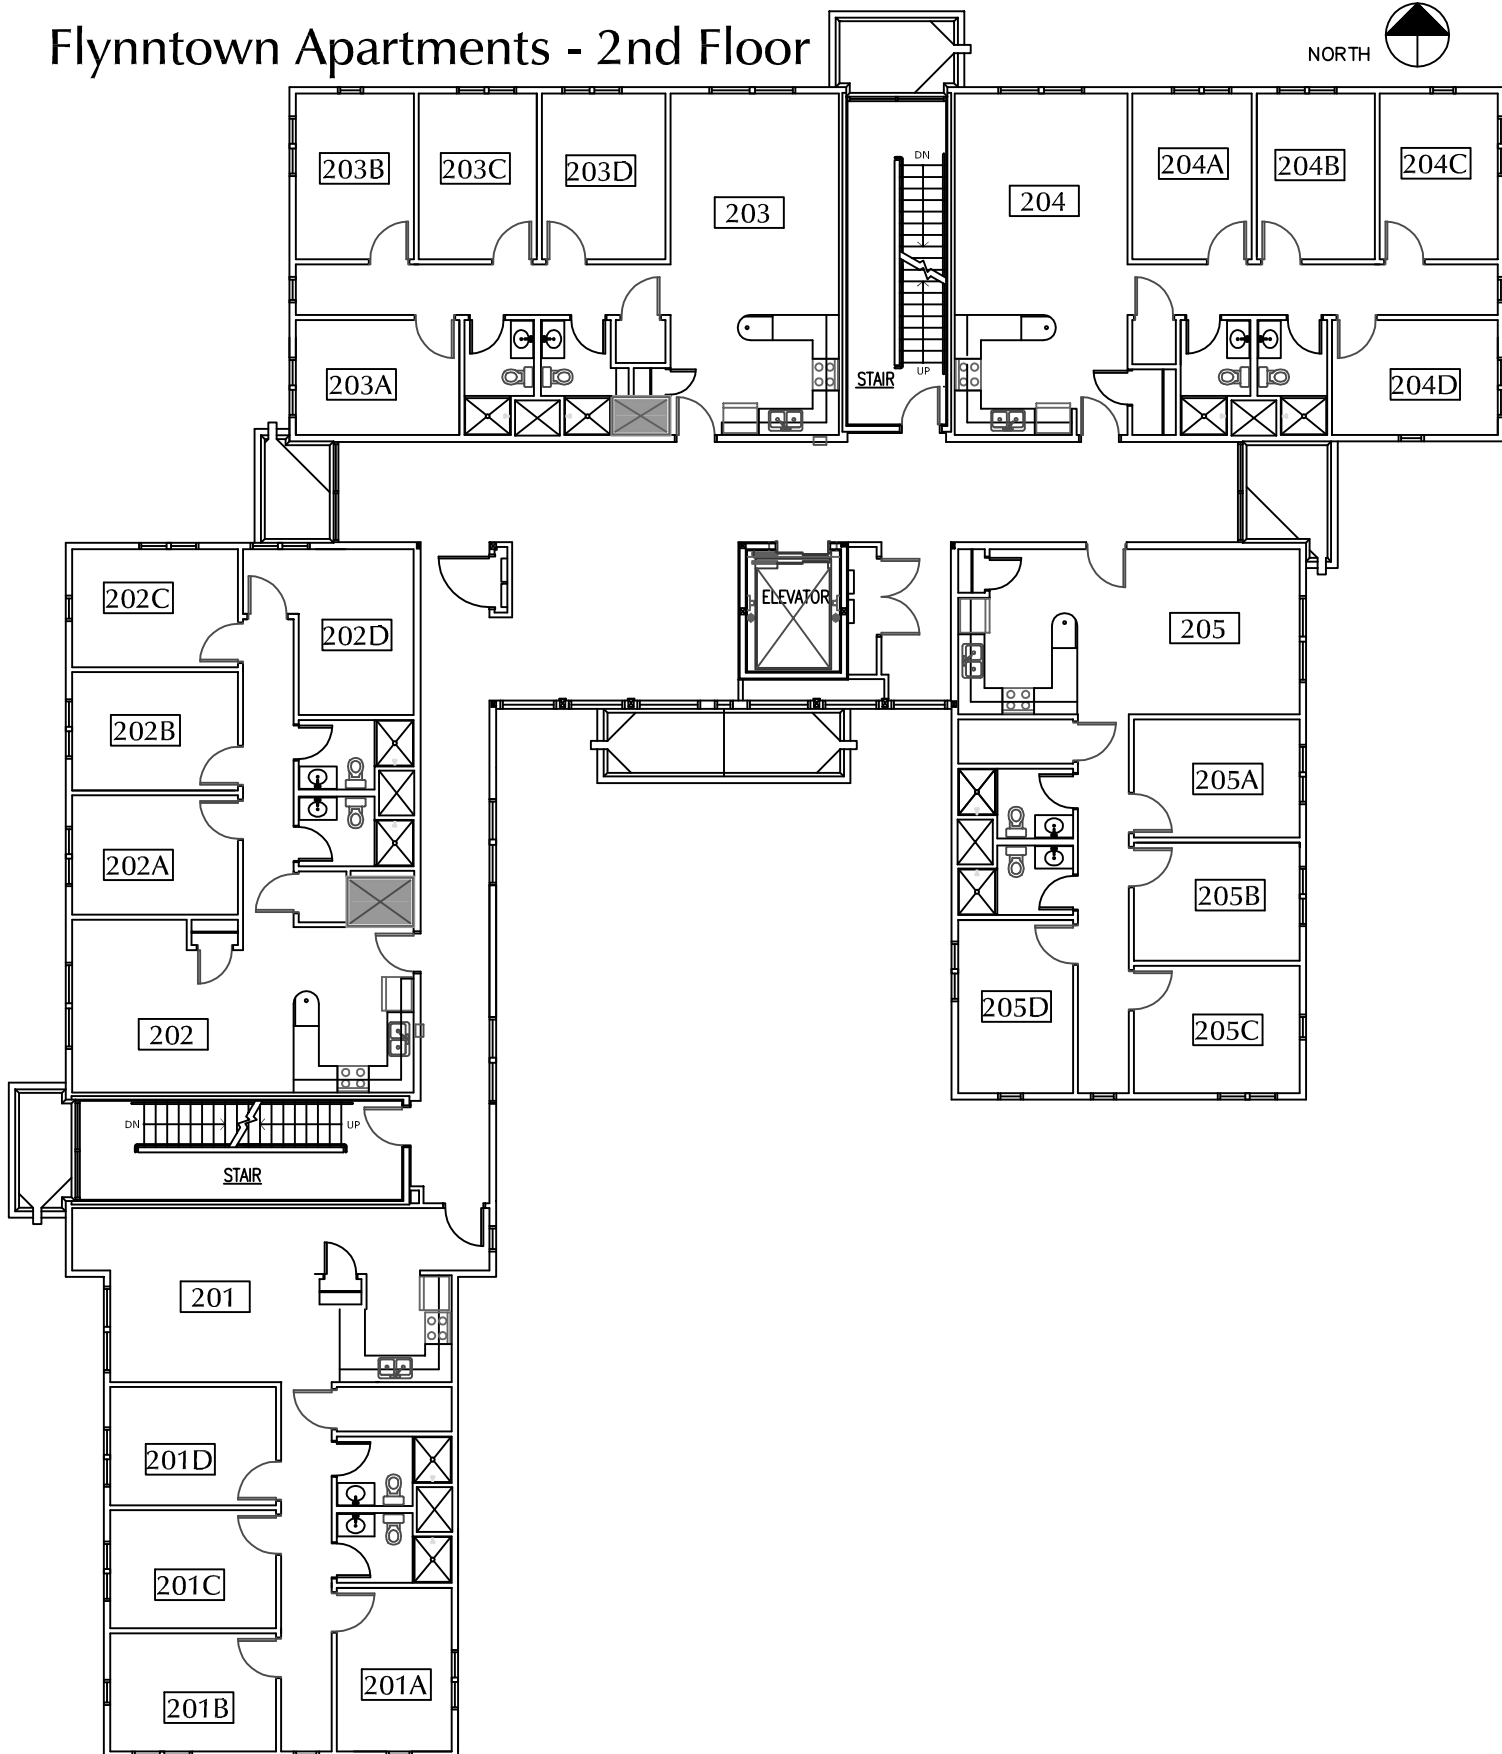 Flynntown Apartments - 2nd Floor
NORTH
203B
203C
203D
203
DN
204
204A
204B
204C
203A
STAIR
UP
204D
202C
202D
ELEVATOR
205
202B
205A
202A
205B
202
205D
205C
DN
UP
STAIR
201
201D
201C
201B
201A